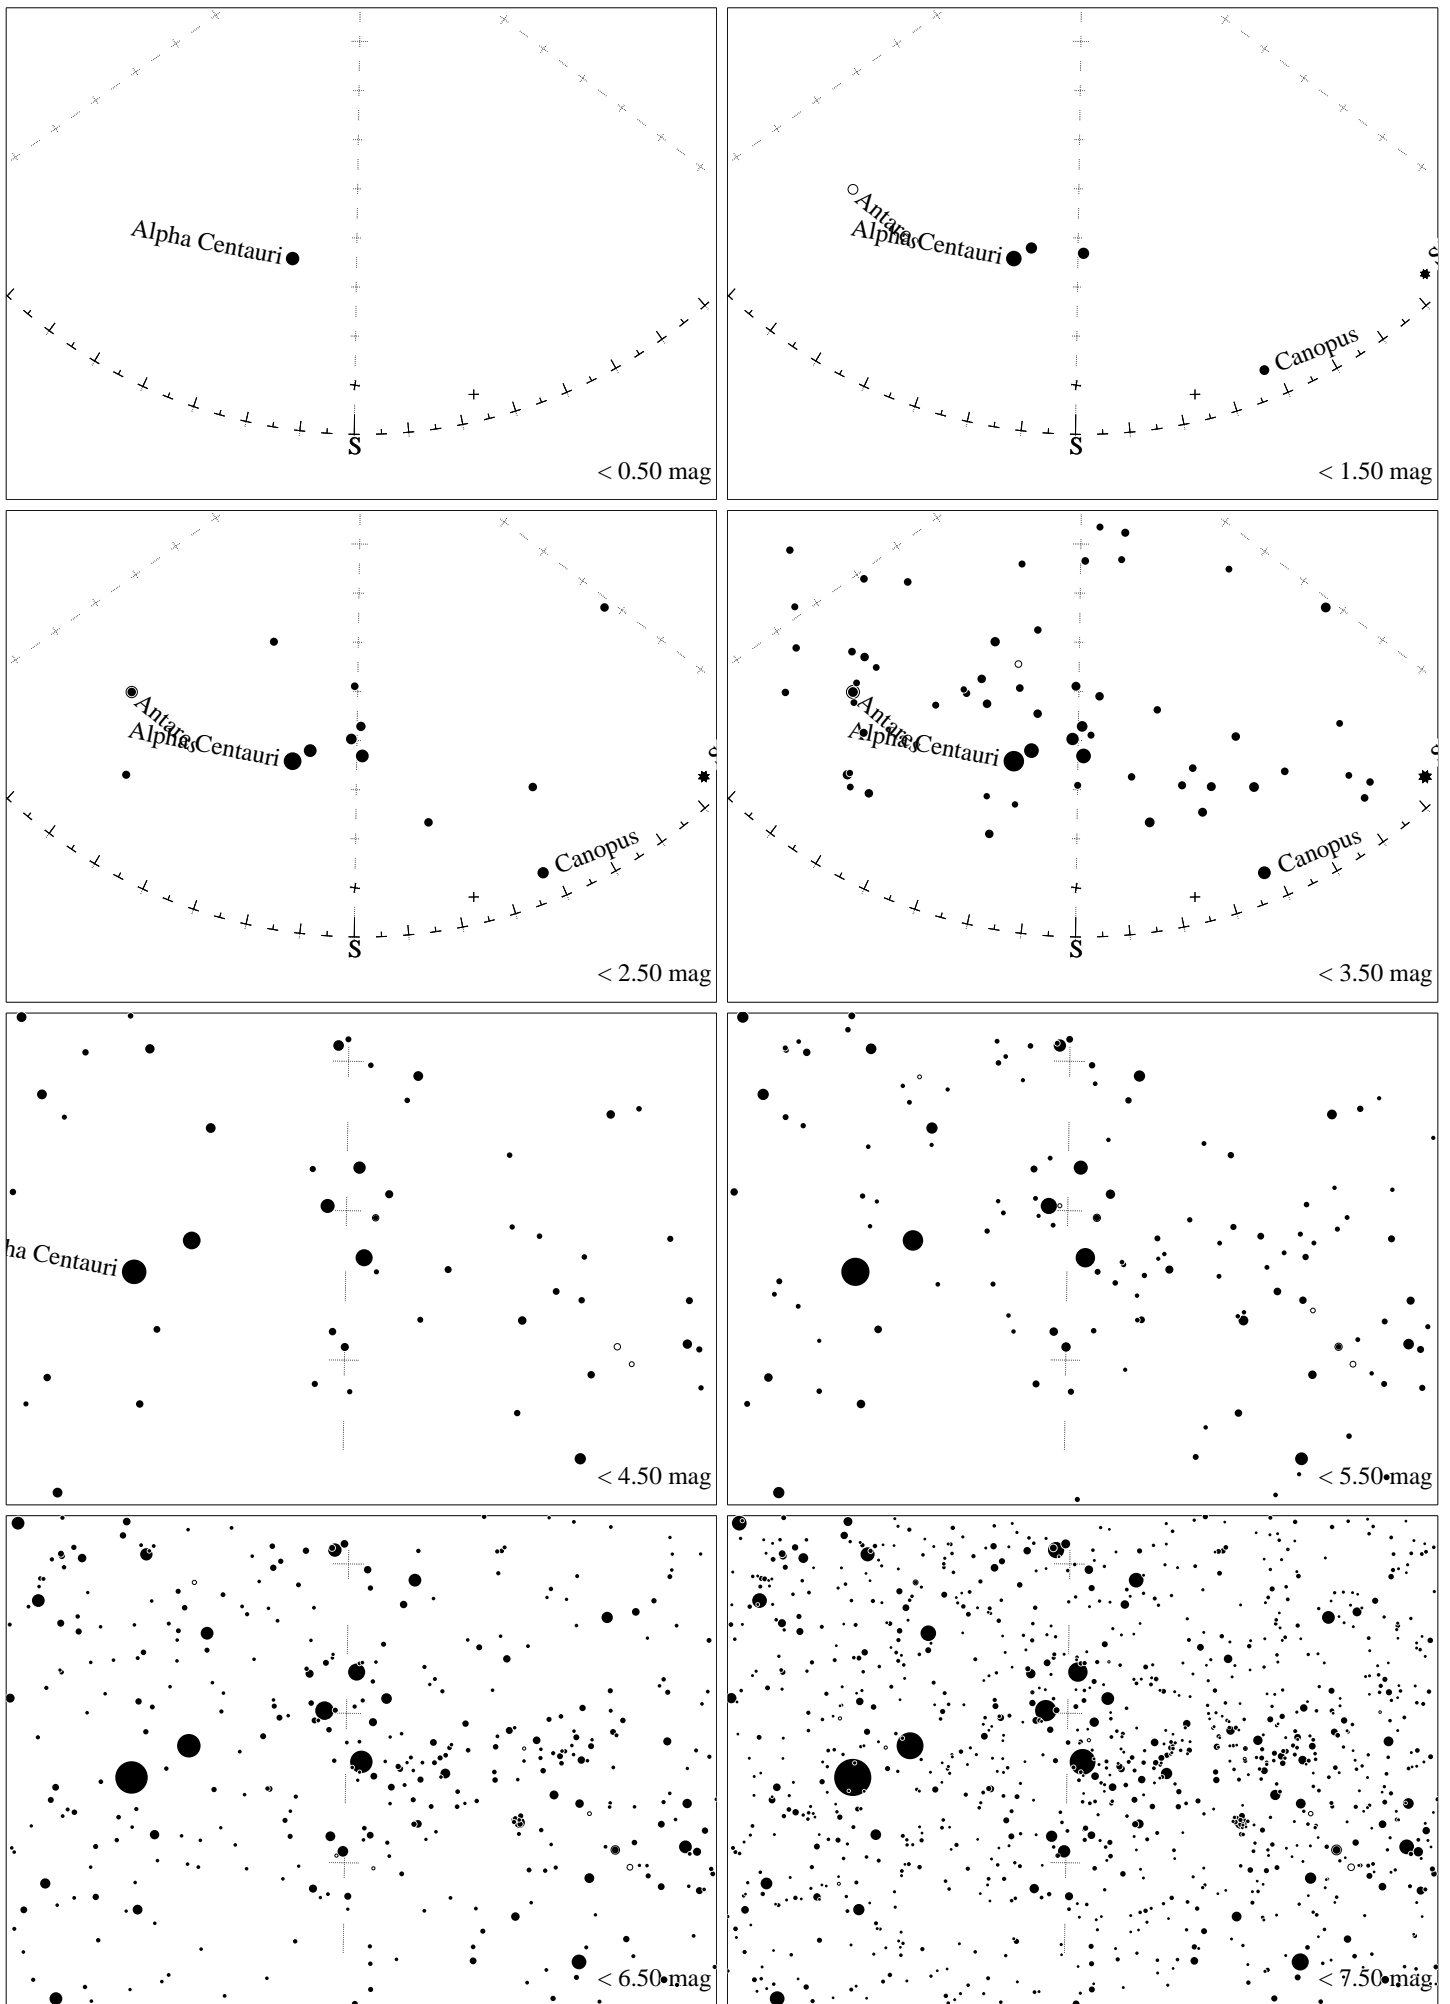 Alpha Centauri
S
< 0.50 mag
Antares
Alpha Centauri
Canopus
S
< 1.50 mag
Antares
Alpha Centauri
Canopus
S
< 2.50 mag
Antares
Alpha Centauri
Canopus
S
< 3.50 mag
ha Centauri
< 4.50 mag
< 5.50 mag
< 6.50 mag
< 7.50 mag